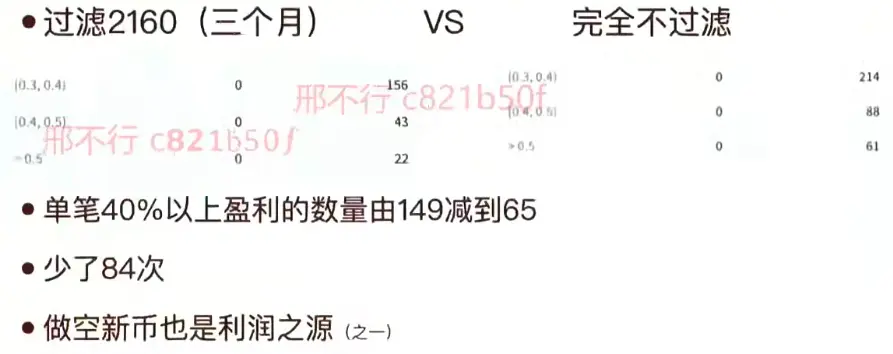 • 过滤2160（三个月） VS 完全不过滤
[0.3, 0.4) 0 156 [0.3, 0.4) 0 214
邢不行 c821b50f
[0.4, 0.5) 0 43 [0.4, 0.5) 0 88
邢不行 c821b50f
>0.5 0 22 >0.5 0 61
• 单笔40%以上盈利的数量由149减到65
• 少了84次
• 做空新币也是利润之源（之一）